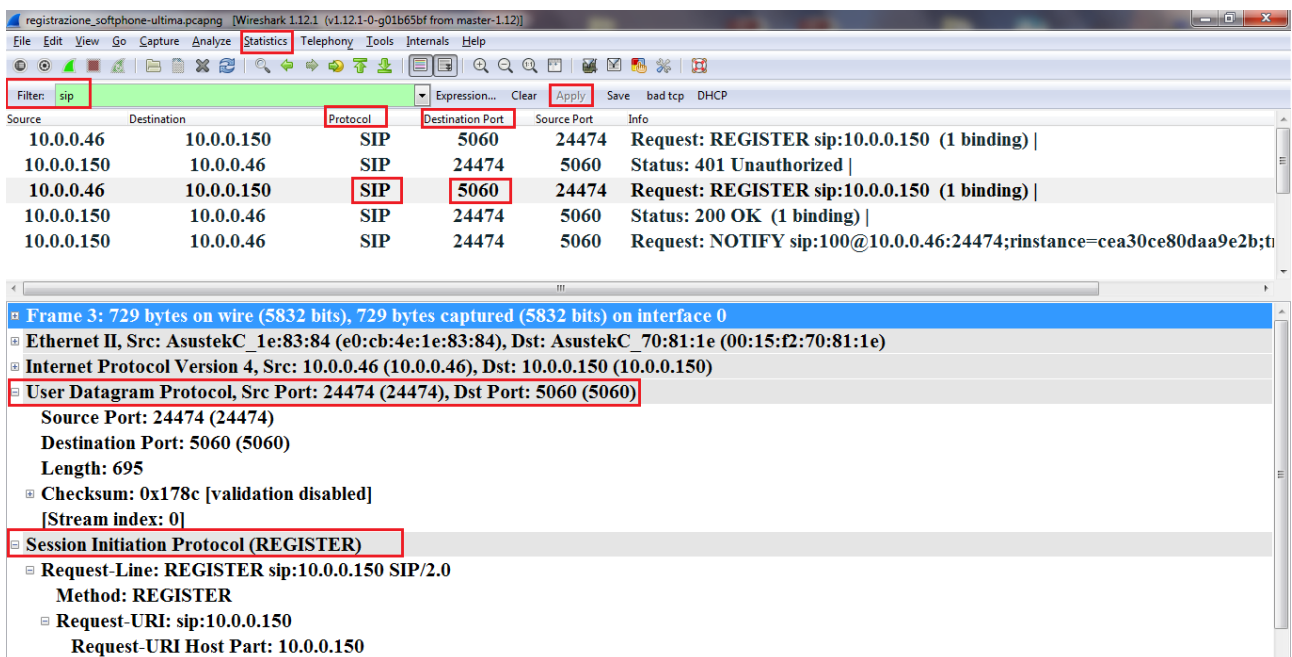 registrazione_softphone-ultima.pcapng [Wireshark 1.12.1 (v1.12.1-0-g01b65bf from master-1.12)]
File Edit View Go Capture Analyze Statistics Telephony Tools Internals Help
Filter: sip Expression... Clear Apply Save bad tcp DHCP
Source Destination Protocol Destination Port Source Port Info
10.0.0.46 10.0.0.150 SIP 5060 24474 Request: REGISTER sip:10.0.0.150 (1 binding) |
10.0.0.150 10.0.0.46 SIP 24474 5060 Status: 401 Unauthorized |
10.0.0.46 10.0.0.150 SIP 5060 24474 Request: REGISTER sip:10.0.0.150 (1 binding) |
10.0.0.150 10.0.0.46 SIP 24474 5060 Status: 200 OK (1 binding) |
10.0.0.150 10.0.0.46 SIP 24474 5060 Request: NOTIFY sip:100@10.0.0.46:24474;rinstance=cea30ce80daa9e2b;
Frame 3: 729 bytes on wire (5832 bits), 729 bytes captured (5832 bits) on interface 0
Ethernet II, Src: AsustekC_1e:83:84 (e0:cb:4e:1e:83:84), Dst: AsustekC_70:81:1e (00:15:f2:70:81:1e)
Internet Protocol Version 4, Src: 10.0.0.46 (10.0.0.46), Dst: 10.0.0.150 (10.0.0.150)
User Datagram Protocol, Src Port: 24474 (24474), Dst Port: 5060 (5060)
Source Port: 24474 (24474)
Destination Port: 5060 (5060)
Length: 695
Checksum: 0x178c [validation disabled]
[Stream index: 0]
Session Initiation Protocol (REGISTER)
Request-Line: REGISTER sip:10.0.0.150 SIP/2.0
Method: REGISTER
Request-URI: sip:10.0.0.150
Request-URI Host Part: 10.0.0.150